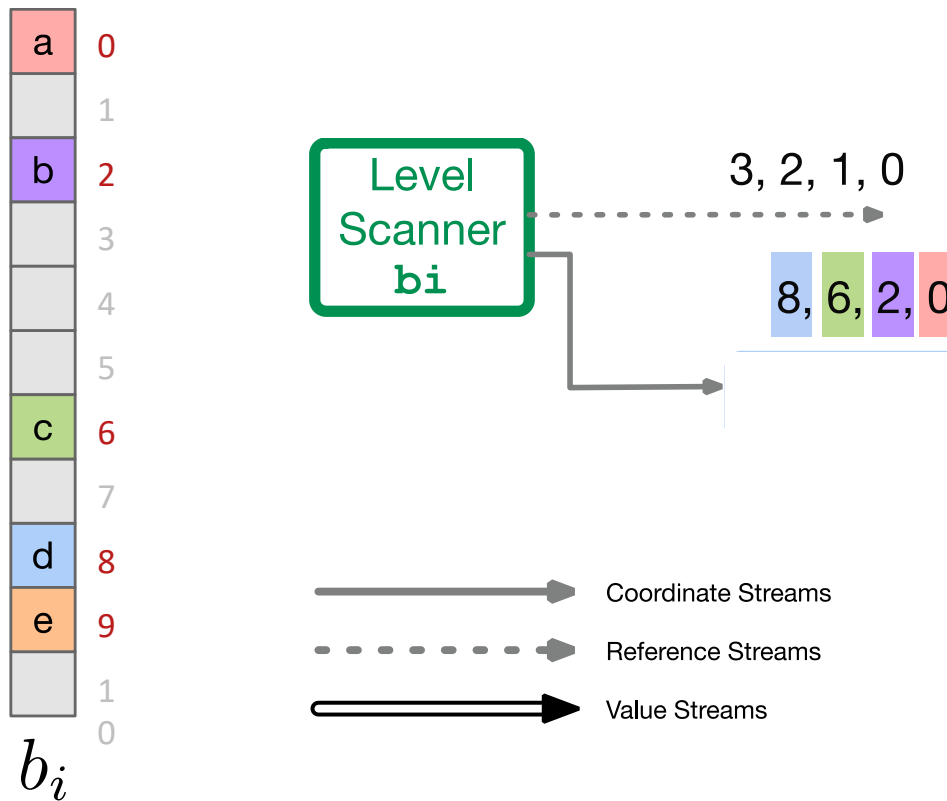 a 0
1
b 2
3
4
5
c 6
7
d 8
e 9
1
0
b_i
Level
Scanner
bi
3, 2, 1, 0
8, 6, 2, 0
Coordinate Streams
Reference Streams
Value Streams